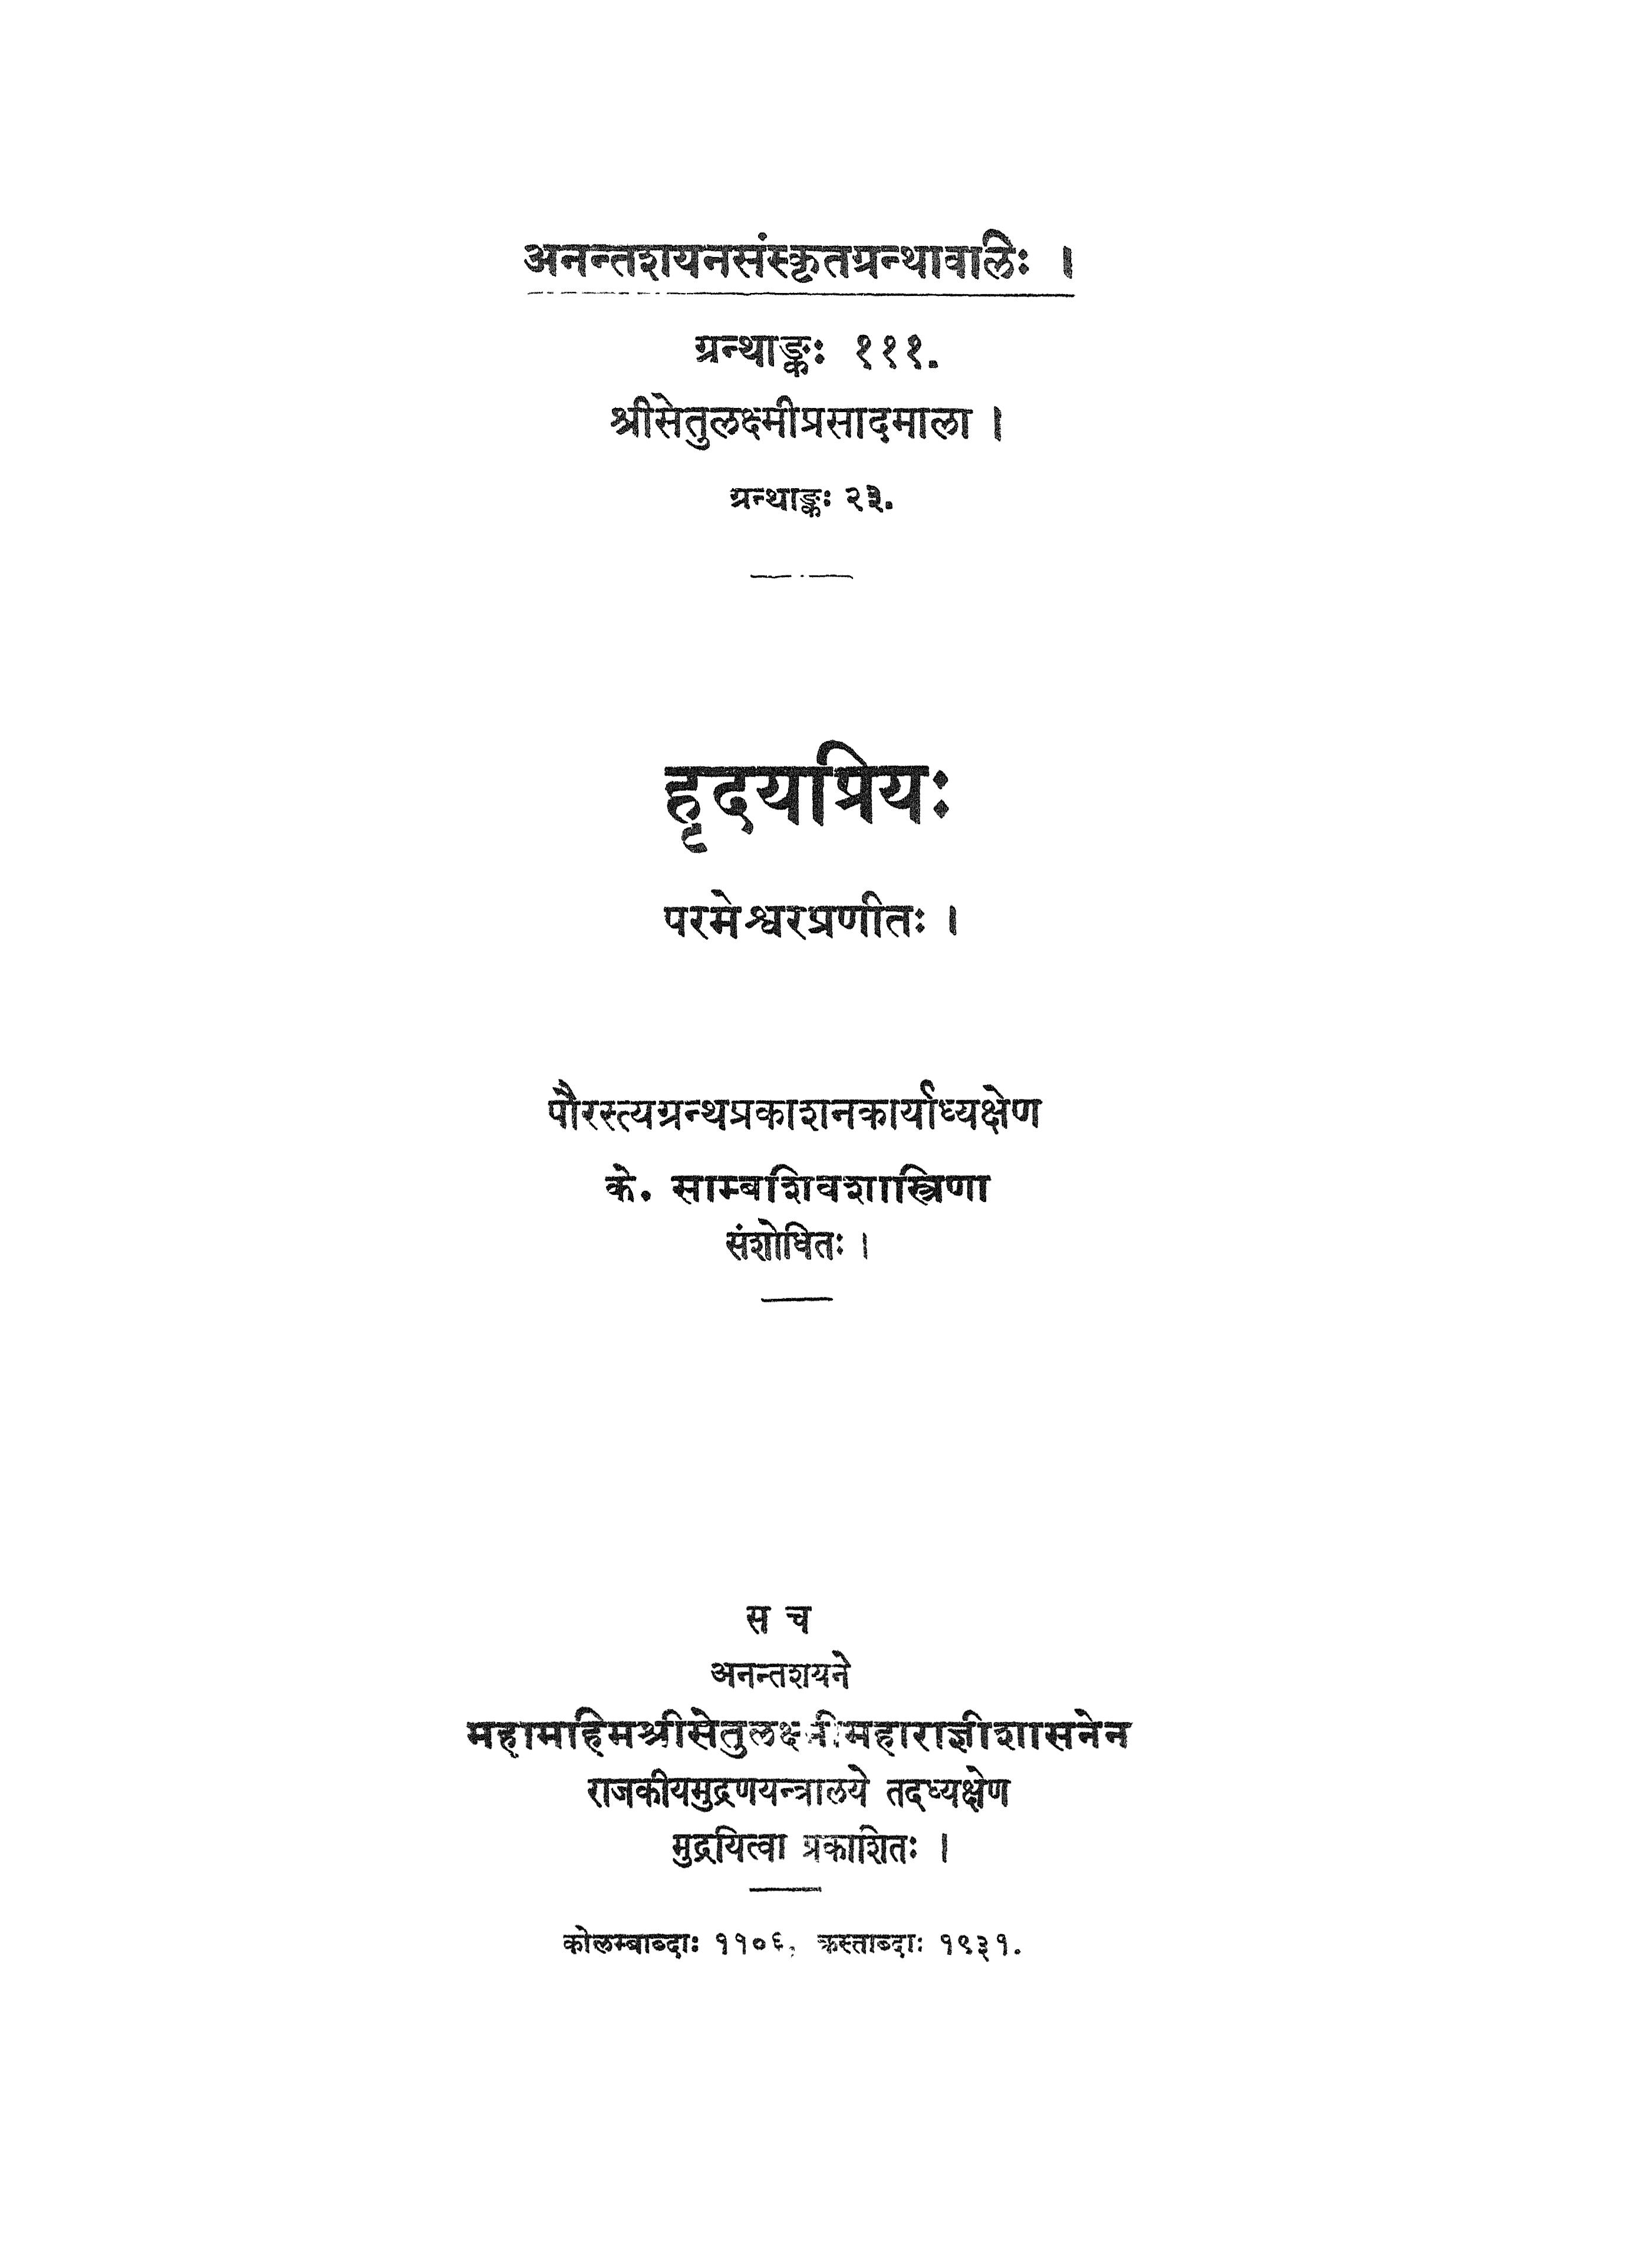 अनन्तशयनसंस्कृतग्रन्थावलिः ।
ग्रन्थाङ्कः १११.
श्रीसेतुलक्ष्मीप्रसादमाला ।
ग्रन्थाङ्कः २३.
हृदयप्रियः
परमेश्वरप्रणीतः ।
पौरस्त्यग्रन्थप्रकाशनकार्याध्यक्षेण
के. साम्बशिवशास्त्रिणा
संशोधितः ।
स च
अनन्तशयने
महामहिमश्रीसेतुलक्ष्मीमहाराज्ञीशासनेन
राजकीयमुद्रणयन्त्रालये तदध्यक्षेण
मुद्रयित्वा प्रकाशितः ।
कोलम्बाब्दाः ११०६, क्रस्ताब्दाः १९३१.